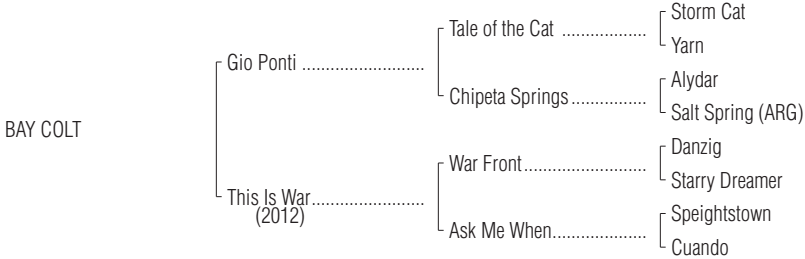 Storm Cat
Tale of the Cat ..................
Yarn
Gio Ponti ..........................
Alydar
Chipeta Springs................
Salt Spring (ARG)
BAY COLT
Danzig
War Front..........................
Starry Dreamer
This Is War........................
(2012)
Speightstown
Ask Me When....................
Cuando